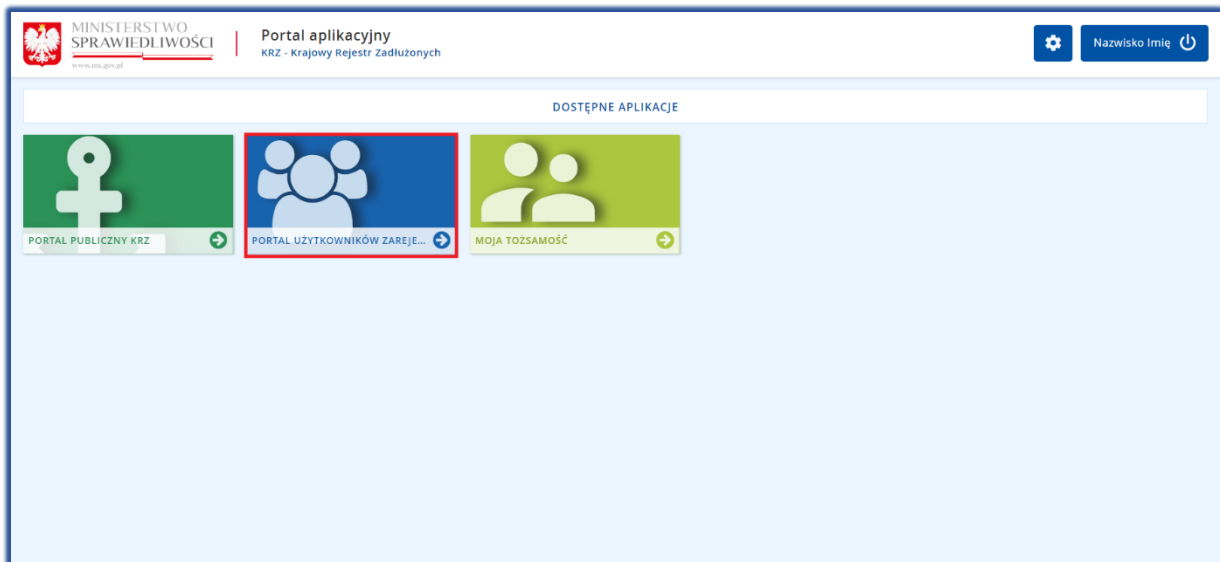 MINISTERSTWO
SPRAWIEDLIWOŚCI
www.ms.gov.pl
Portal aplikacyjny
KRZ - Krajowy Rejestr Zadłużonych
Nazwisko Imię
DOSTĘPNE APLIKACJE
PORTAL PUBLICZNY KRZ
PORTAL UŻYTKOWNIKÓW ZAREJE...
MOJA TOŻSAMOŚĆ